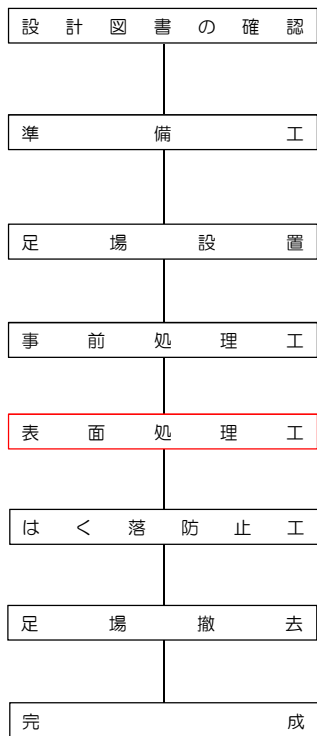 設計図書の確認
準備工
足場設置
事前処理工
表面処理工
はく落防止工
足場撤去
完成